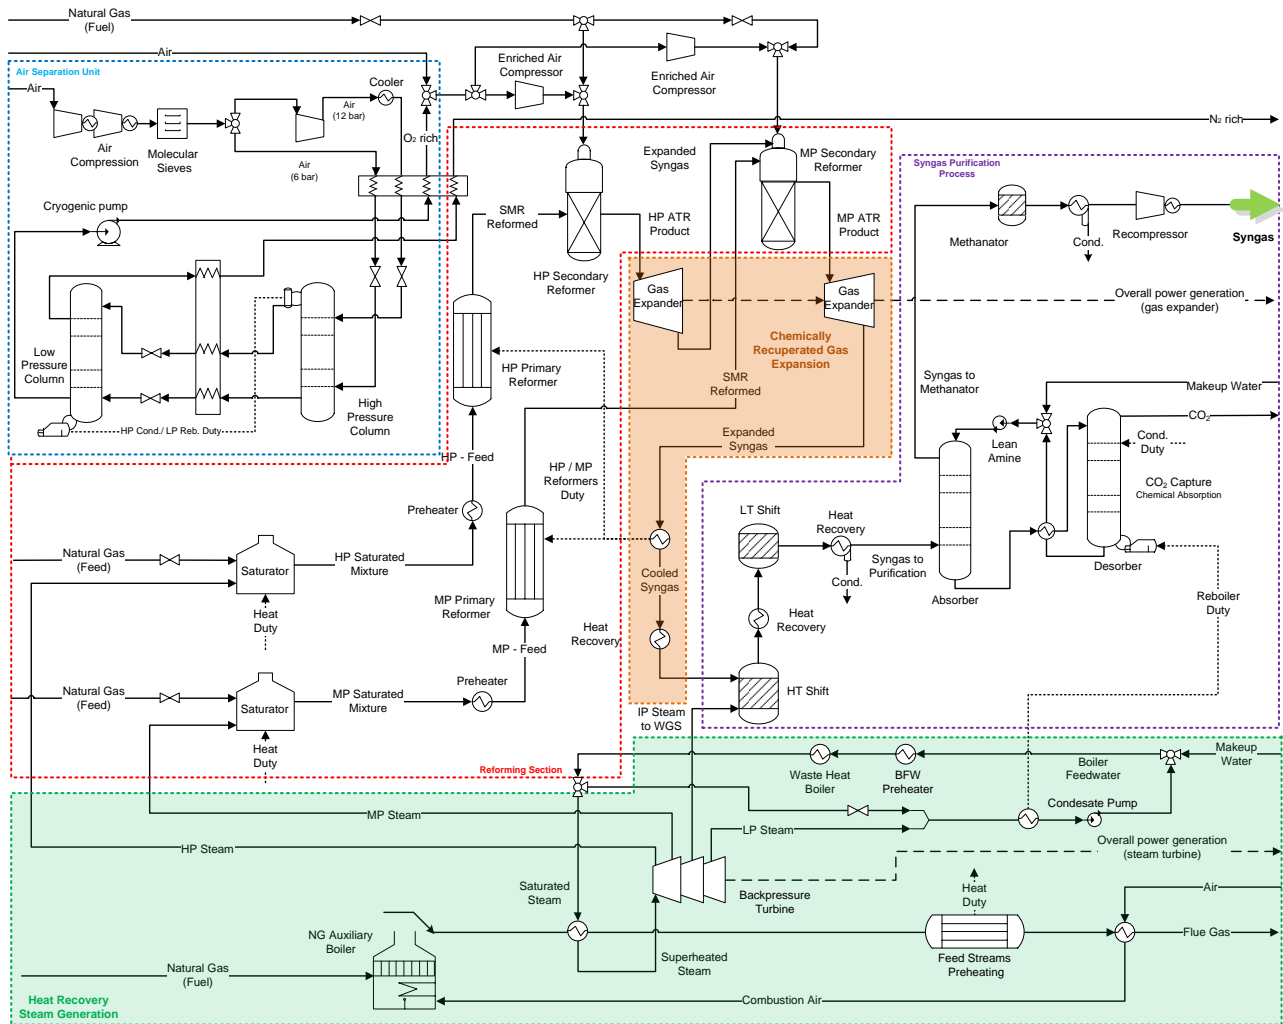 Natural Gas
(Fuel)
Air
Air Separation Unit
Air
Cooler
Air
(12 bar)
Air
Compression
Molecular
Sieves
Air
(6 bar)
O2 rich
Enriched Air
Compressor
Enriched Air
Compressor
N2 rich
Cryogenic pump
Low
Pressure
Column
High
Pressure
Column
HP Cond./ LP Reb. Duty
SMR
Reformed
HP Secondary
Reformer
HP ATR
Product
Expanded
Syngas
MP Secondary
Reformer
MP ATR
Product
HP Primary
Reformer
Gas
Expander
Gas
Expander
Chemically
Recuperated Gas
Expansion
SMR
Reformed
Expanded
Syngas
Syngas Purification
Process
Methanator
Cond.
Recompressor
Syngas
Overall power generation
(gas expander)
Syngas to
Methanator
Makeup Water
CO2
Lean
Amine
Cond.
Duty
CO2 Capture
Chemical Absorption
Desorber
Absorber
Reboiler
Duty
LT Shift
Heat
Recovery
Cond.
Syngas to
Purification
Heat
Recovery
HT Shift
HP - Feed
HP / MP
Reformers
Duty
Preheater
Natural Gas
(Feed)
Saturator
HP Saturated
Mixture
Heat
Duty
MP Primary
Reformer
MP - Feed
Cooled
Syngas
Heat
Recovery
Natural Gas
(Feed)
Saturator
MP Saturated
Mixture
Preheater
Heat
Duty
IP Steam
to WGS
Reforming Section
Waste Heat
Boiler
BFW
Preheater
Boiler
Feedwater
Makeup
Water
Condesate Pump
MP Steam
LP Steam
HP Steam
Overall power generation
(steam turbine)
Saturated
Steam
Backpressure
Turbine
Heat
Duty
Air
NG Auxiliary
Boiler
Superheated
Steam
Feed Streams
Preheating
Flue Gas
Natural Gas
(Fuel)
Combustion Air
Heat Recovery
Steam Generation